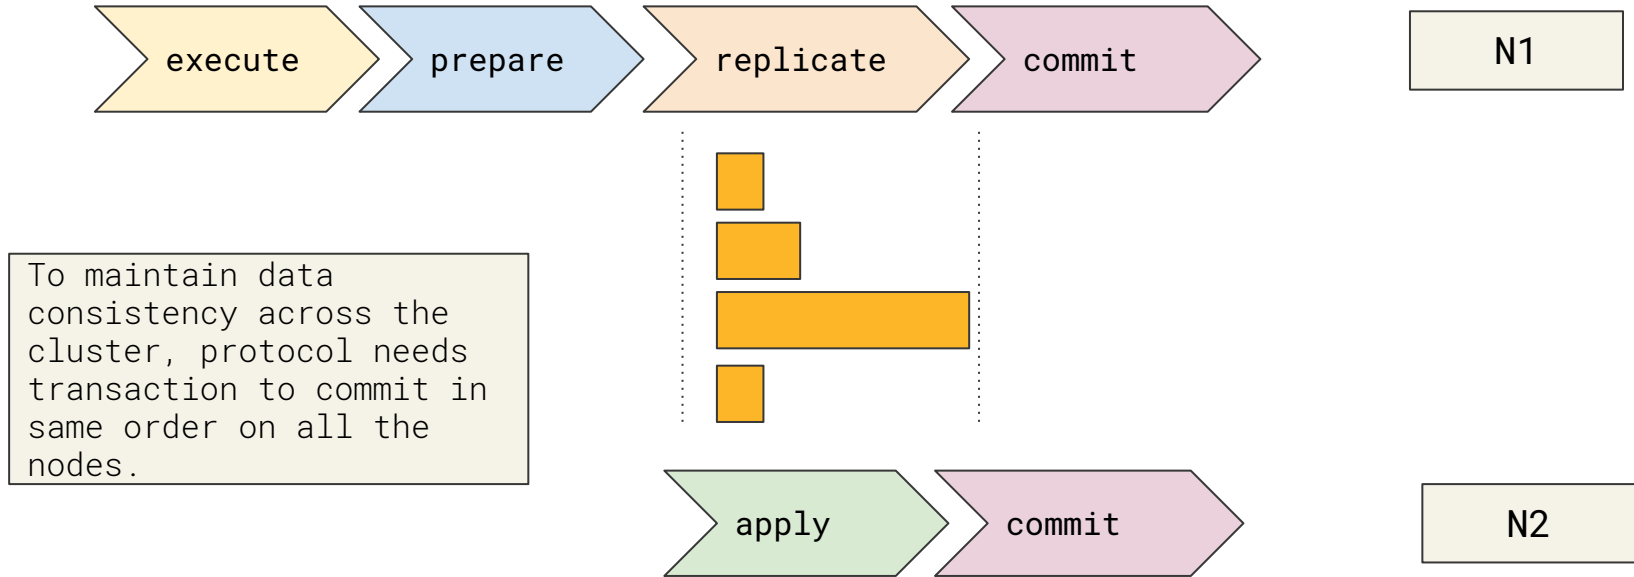 execute
prepare
replicate
commit
N1
To maintain data
consistency across the
cluster, protocol needs
transaction to commit in
same order on all the
nodes.
apply
commit
N2